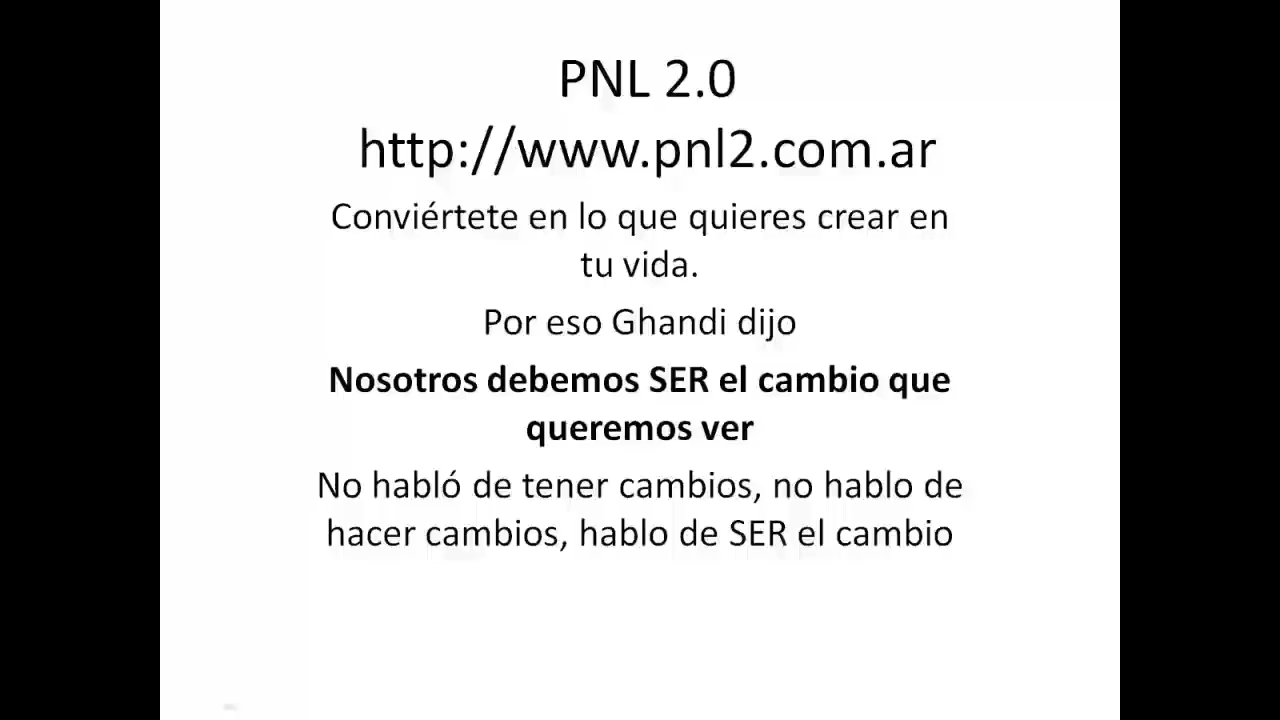 PNL 2.0
http://www.pnl2.com.ar
Conviértete en lo que quieres crear en
tu vida.
Por eso Ghandi dijo
Nosotros debemos SER el cambio que
queremos ver
No habló de tener cambios, no hablo de
hacer cambios, hablo de SER el cambio